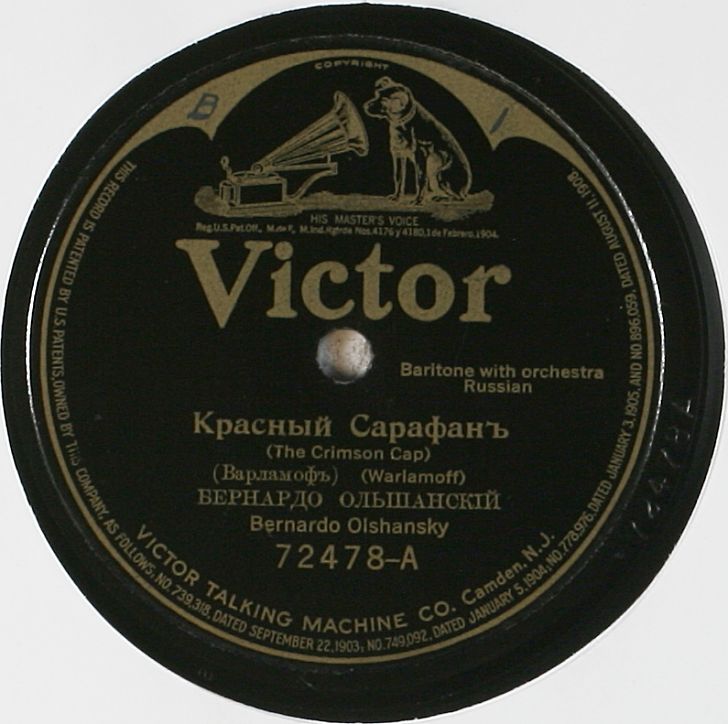 COPYRIGHT
B
1
HIS MASTER'S VOICE
Reg.U.S.Pat.Off., M.de F., M.Ind.Rgtrda Nos.4176 y 4180,1 de Febrero,1904.
Victor
Baritone with orchestra
Russian
Красный Сарафанъ
(The Crimson Cap)
(Варламофъ) (Warlamoff)
БЕРНАРДО ОЛЬШАНСКІЙ
Bernardo Olshansky
72478-A
VICTOR TALKING MACHINE CO. Camden, N.J.
THIS RECORD IS PATENTED BY U.S. PATENTS, OWNED BY THIS COMPANY, AS FOLLOWS: NO. 739,318, DATED SEPTEMBER 22, 1903; NO. 749,092, DATED JANUARY 5, 1904; NO. 778,976, DATED JANUARY 3, 1905, AND NO 896,059, DATED AUGUST 11, 1908